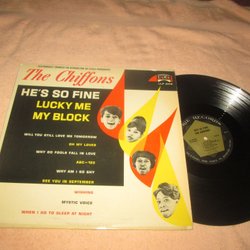 The Chiffons
HE'S SO FINE
LUCKY ME
MY BLOCK
WILL YOU STILL LOVE ME TOMORROW
OH MY LOVER
WHY DO FOOLS FALL IN LOVE
ABC-123
WHY AM I SO SHY
SEE YOU IN SEPTEMBER
WISHING
MYSTIC VOICE
WHEN I GO TO SLEEP AT NIGHT